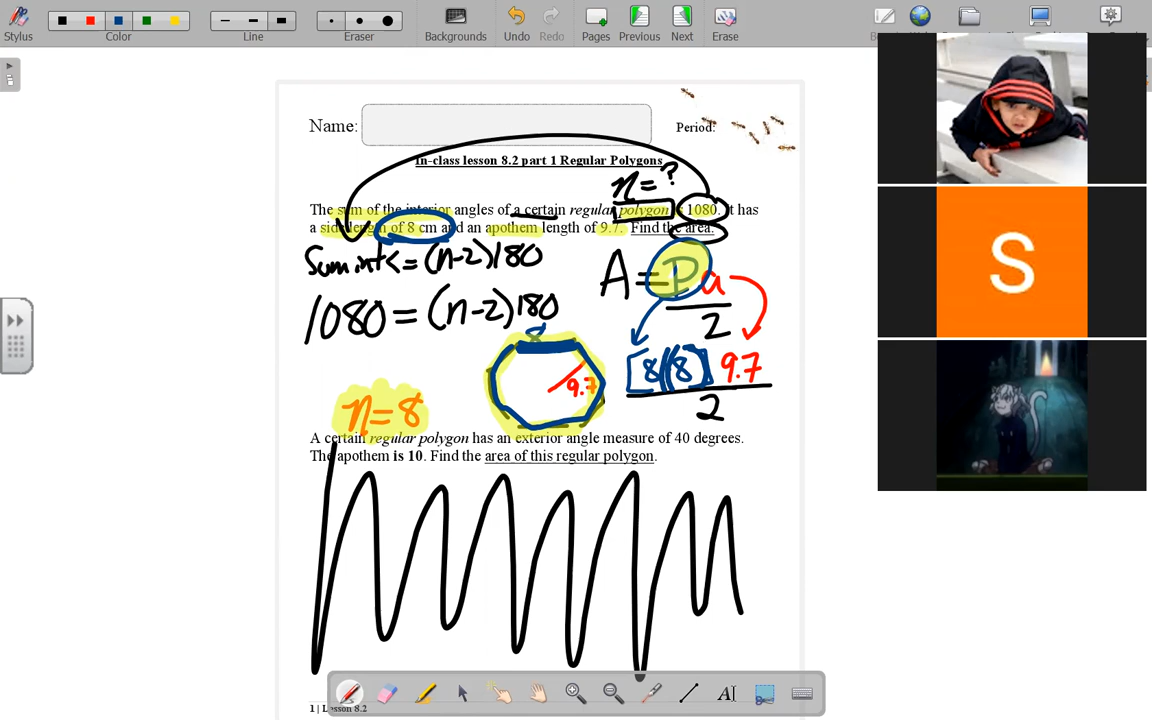 Stylus
Color
Line
Eraser
Backgrounds
Undo
Redo
Pages
Previous
Next
Erase
Name:
Period:
In-class lesson 8.2 part 1 Regular Polygons
n=?
The sum of the interior angles of a certain regular polygon is 1080. It has
a side length of 8 cm and an apothem length of 9.7. Find the area.
Sum int<=(n-2)180
A=Pa
2
1080=(n-2)180
8
9.7
[8(8)] 9.7
2
n=8
A certain regular polygon has an exterior angle measure of 40 degrees.
The apothem is 10. Find the area of this regular polygon.
S
1 | Lesson 8.2